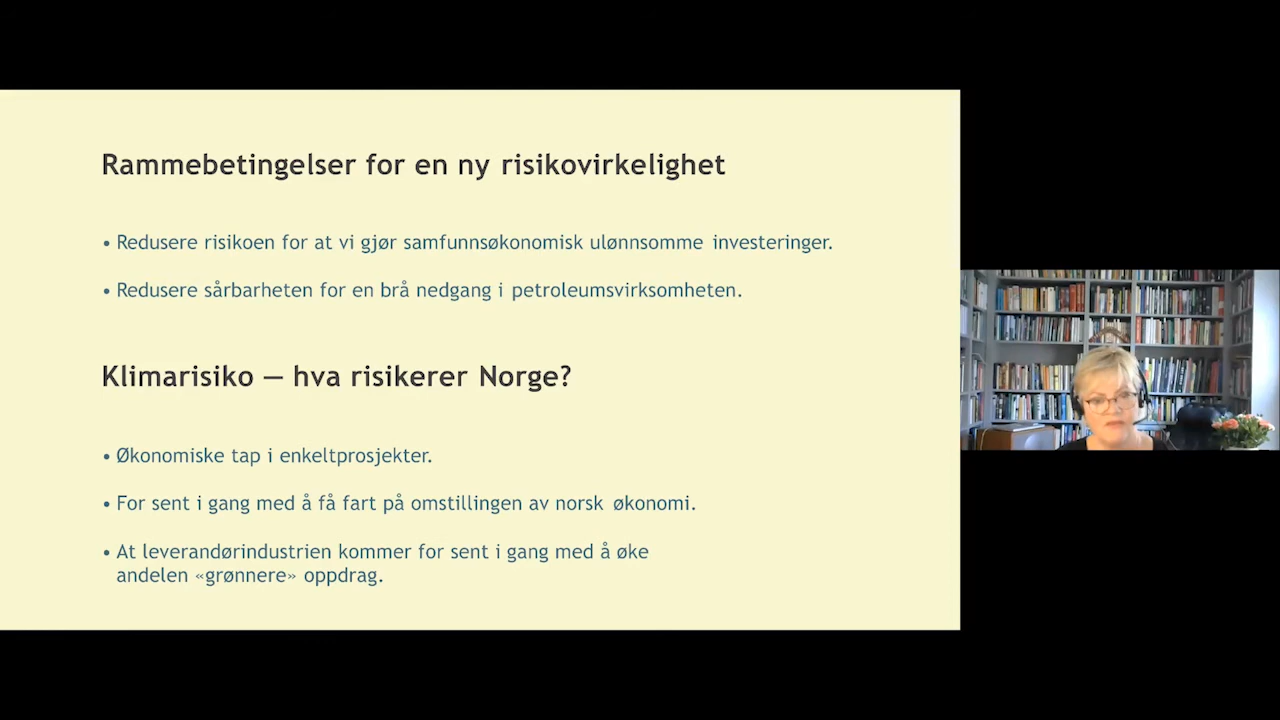 Rammebetingelser for en ny risikovirkelighet
• Redusere risikoen for at vi gjør samfunnsøkonomisk ulønnsomme investeringer.
• Redusere sårbarheten for en brå nedgang i petroleumsvirksomheten.
Klimarisiko — hva risikerer Norge?
• Økonomiske tap i enkeltprosjekter.
• For sent i gang med å få fart på omstillingen av norsk økonomi.
• At leverandørindustrien kommer for sent i gang med å øke
andelen «grønnere» oppdrag.